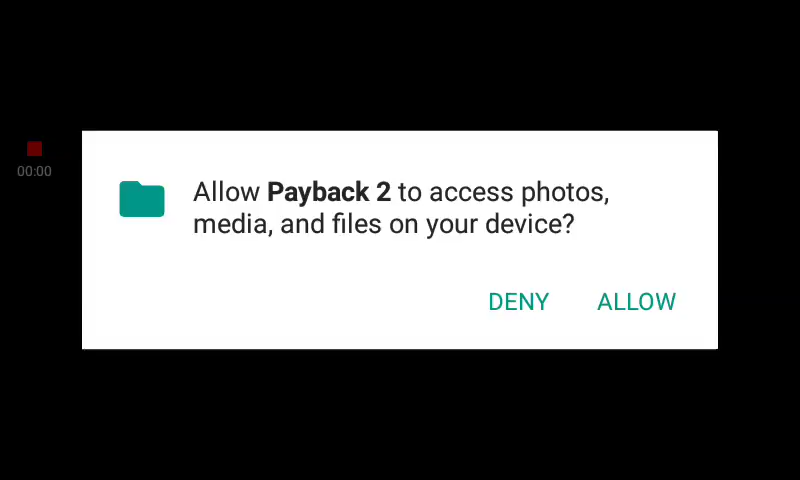 00:00
Allow Payback 2 to access photos,
media, and files on your device?
DENY ALLOW